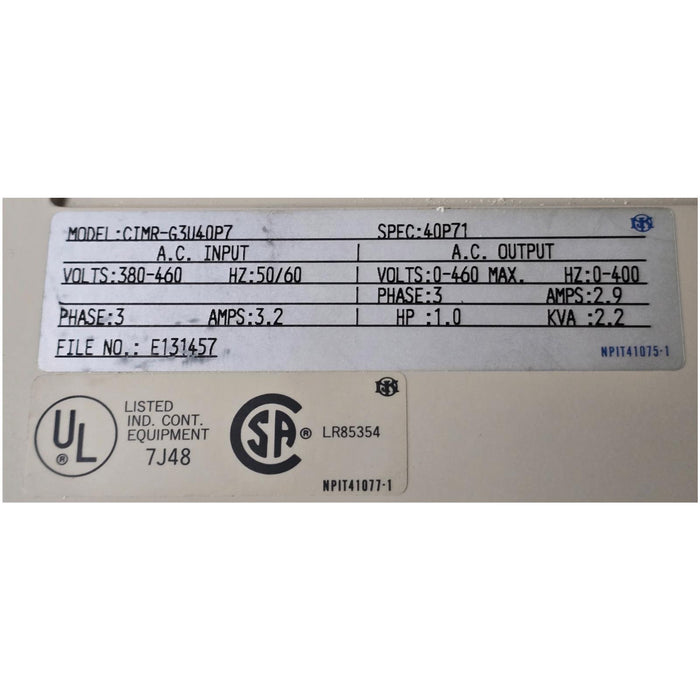 MODEL:CIMR-G3U40P7 SPEC:40P71
A.C. INPUT A.C. OUTPUT
VOLTS:380-460 HZ:50/60 VOLTS:0-460 MAX. HZ:0-400
PHASE:3 AMPS:2.9
PHASE:3 AMPS:3.2 HP :1.0 KVA :2.2
FILE NO.: E131457 NPIT41075-1
UL ®
LISTED
IND. CONT.
EQUIPMENT
7J48
SA ® LR85354
NPIT41077-1